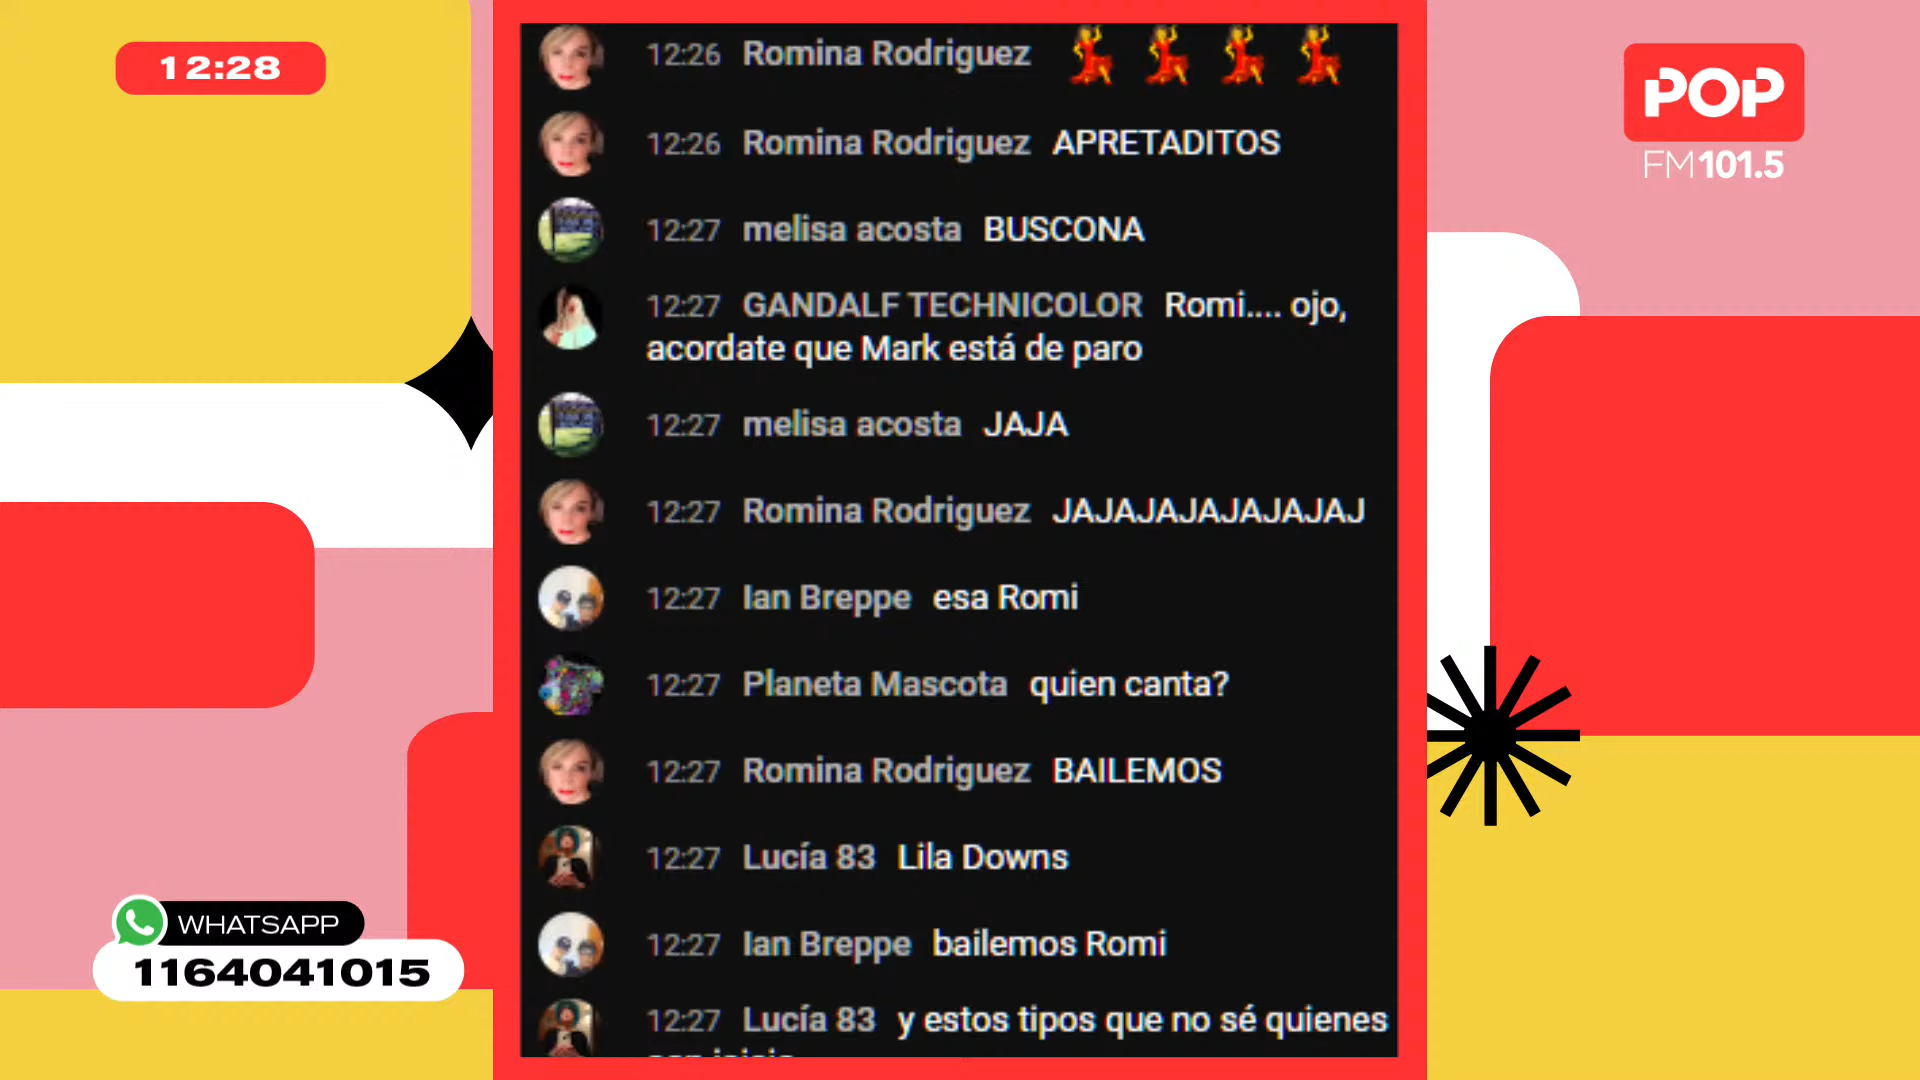 12:28
POP
FM101.5
12:26 Romina Rodriguez 💃 💃 💃 💃
12:26 Romina Rodriguez APRETADITOS
12:27 melisa acosta BUSCONA
12:27 GANDALF TECHNICOLOR Romi.... ojo,
acordate que Mark está de paro
12:27 melisa acosta JAJA
12:27 Romina Rodriguez JAJAJAJAJAJAJAJ
12:27 Ian Breppe esa Romi
12:27 Planeta Mascota quien canta?
12:27 Romina Rodriguez BAILEMOS
12:27 Lucía 83 Lila Downs
12:27 Ian Breppe bailemos Romi
12:27 Lucía 83 y estos tipos que no sé quienes
WHATSAPP
1164041015